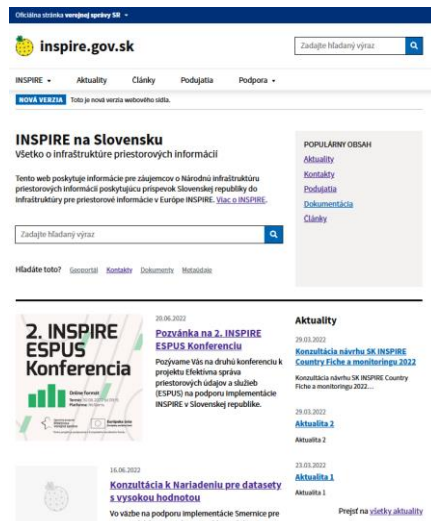 Oficiálna stránka verejnej správy SR
inspire.gov.sk
Zadajte hľadaný výraz
INSPIRE
Aktuality
Články
Podujatia
Podpora
NOVÁ VERZIA Toto je nová verzia webového sídla.
INSPIRE na Slovensku
Všetko o infraštruktúre priestorových informácií
Tento web poskytuje informácie pre záujemcov o Národnú infraštruktúru
priestorových informácií poskytujúcu príspevok Slovenskej republiky do
infraštruktúry pre priestorové informácie v Európe INSPIRE. Viac o INSPIRE.
Zadajte hľadaný výraz
Hľadáte toto? Geoportál Kontakty Dokumenty Metaúdaje
POPULÁRNY OBSAH
Aktuality
Kontakty
Podujatia
Dokumentácia
Články
2. INSPIRE
ESPUS
Konferencia
Online formát
20.06.2022
Pozvánka na 2. INSPIRE
ESPUS Konferenciu
Pozývame Vás na druhú konferenciu k
projektu Efektívna správa
priestorových údajov a služieb
(ESPUS) na podporu implementácie
INSPIRE v Slovenskej republike.
16.06.2022
Konzultácia k Nariadeniu pre datasety
s vysokou hodnotou
Vo väzbe na podporu implementácie Smernice pre
Aktuality
29.03.2022
Konzultácia návrhu SK INSPIRE
Country Fiche a monitoringu 2022
Konzultácia návrhu SK INSPIRE Country
Fiche a monitoringu 2022...
29.03.2022
Aktualita 2
Aktualita 2
23.03.2022
Aktualita 1
Aktualita 1
Prejsť na všetky aktuality